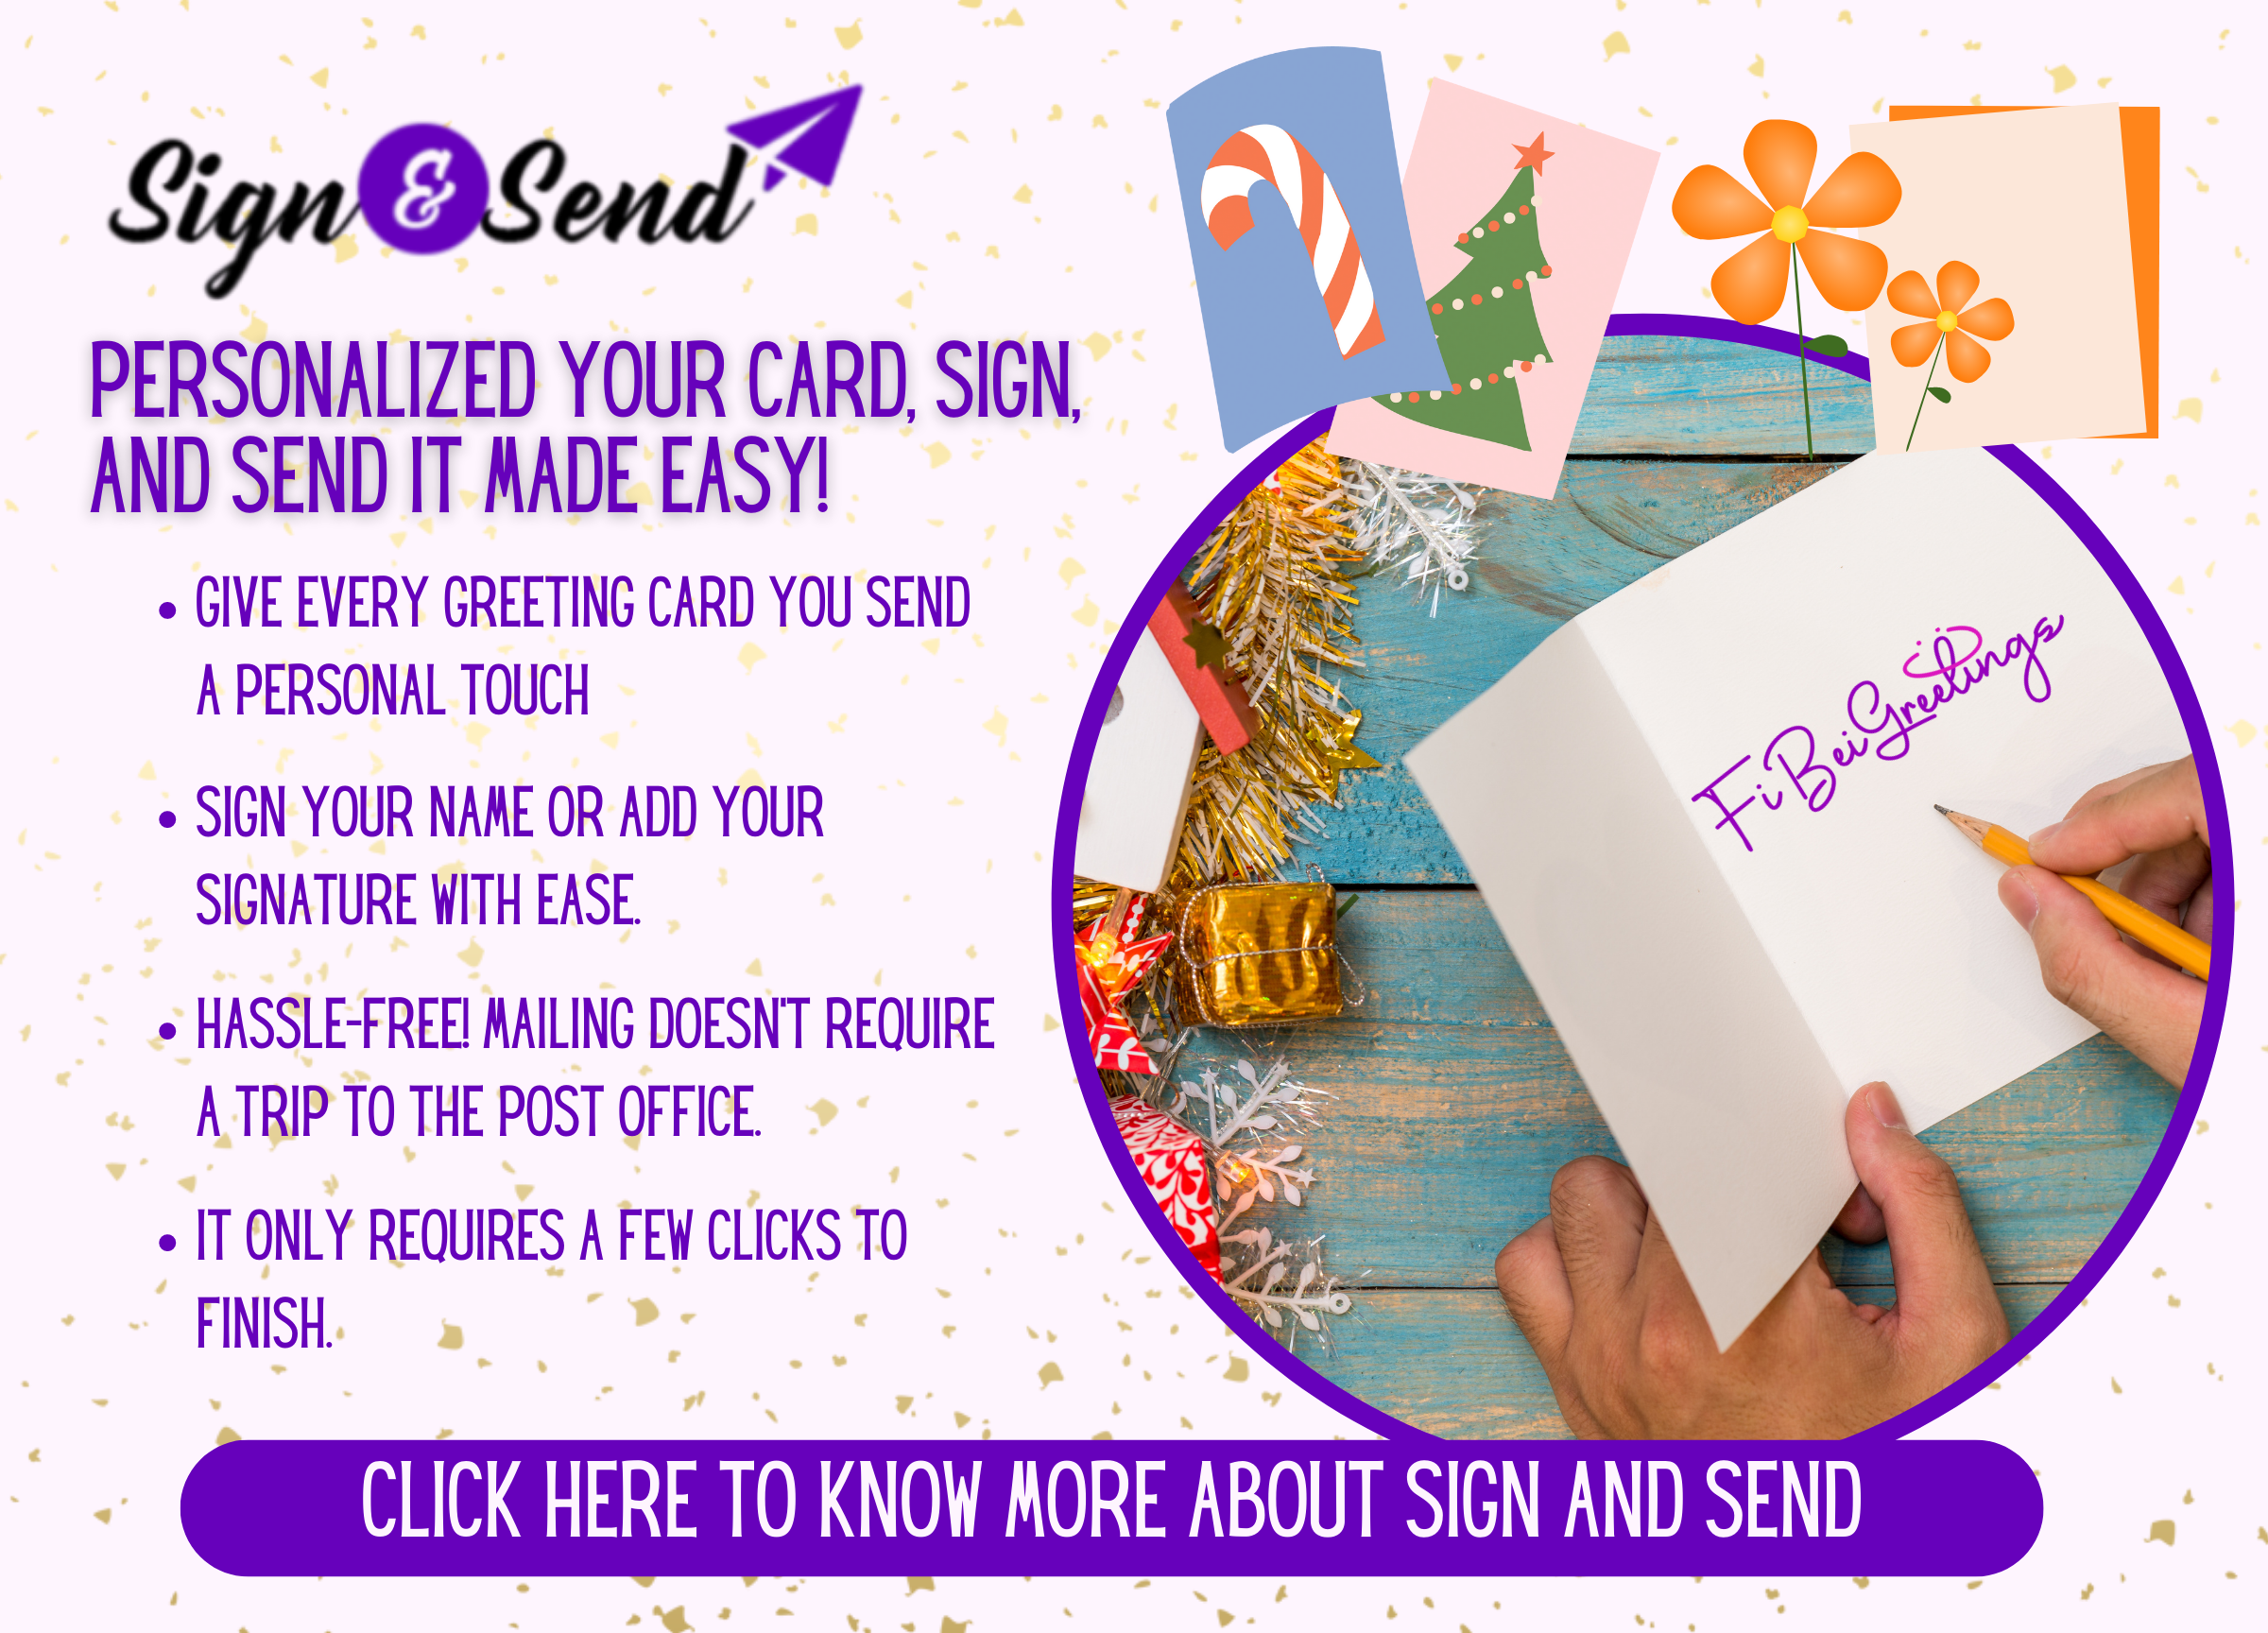 Sign & Send
PERSONALIZED YOUR CARD, SIGN,
AND SEND IT MADE EASY!
• GIVE EVERY GREETING CARD YOU SEND
A PERSONAL TOUCH
• SIGN YOUR NAME OR ADD YOUR
SIGNATURE WITH EASE.
• HASSLE-FREE! MAILING DOESN'T REQUIRE
A TRIP TO THE POST OFFICE.
• IT ONLY REQUIRES A FEW CLICKS TO
FINISH.
FiBeiGreetings
CLICK HERE TO KNOW MORE ABOUT SIGN AND SEND